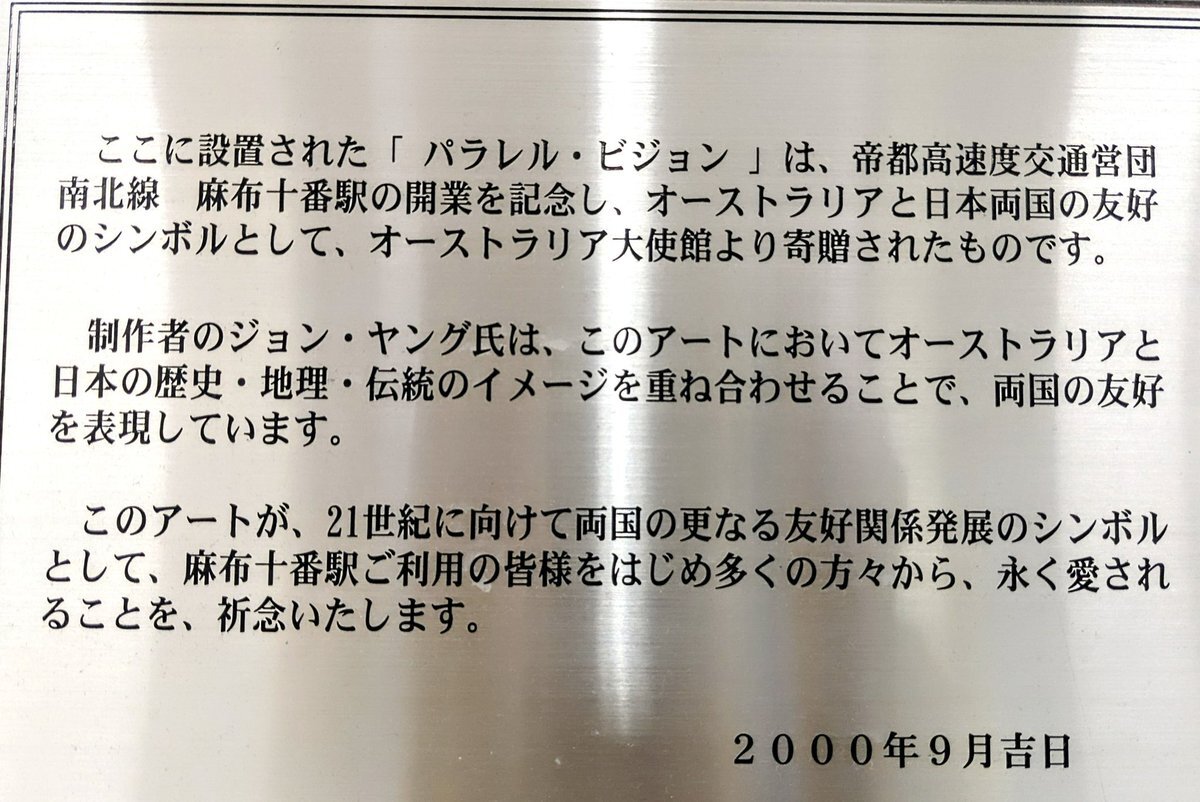 ここに設置された「 パラレル・ビジョン 」は、帝都高速度交通営団
南北線　麻布十番駅の開業を記念し、オーストラリアと日本両国の友好
のシンボルとして、オーストラリア大使館より寄贈されたものです。
制作者のジョン・ヤング氏は、このアートにおいてオーストラリアと
日本の歴史・地理・伝統のイメージを重ね合わせることで、両国の友好
を表現しています。
このアートが、21世紀に向けて両国の更なる友好関係発展のシンボル
として、麻布十番駅ご利用の皆様をはじめ多くの方々から、永く愛され
ることを、祈念いたします。
２０００年９月吉日